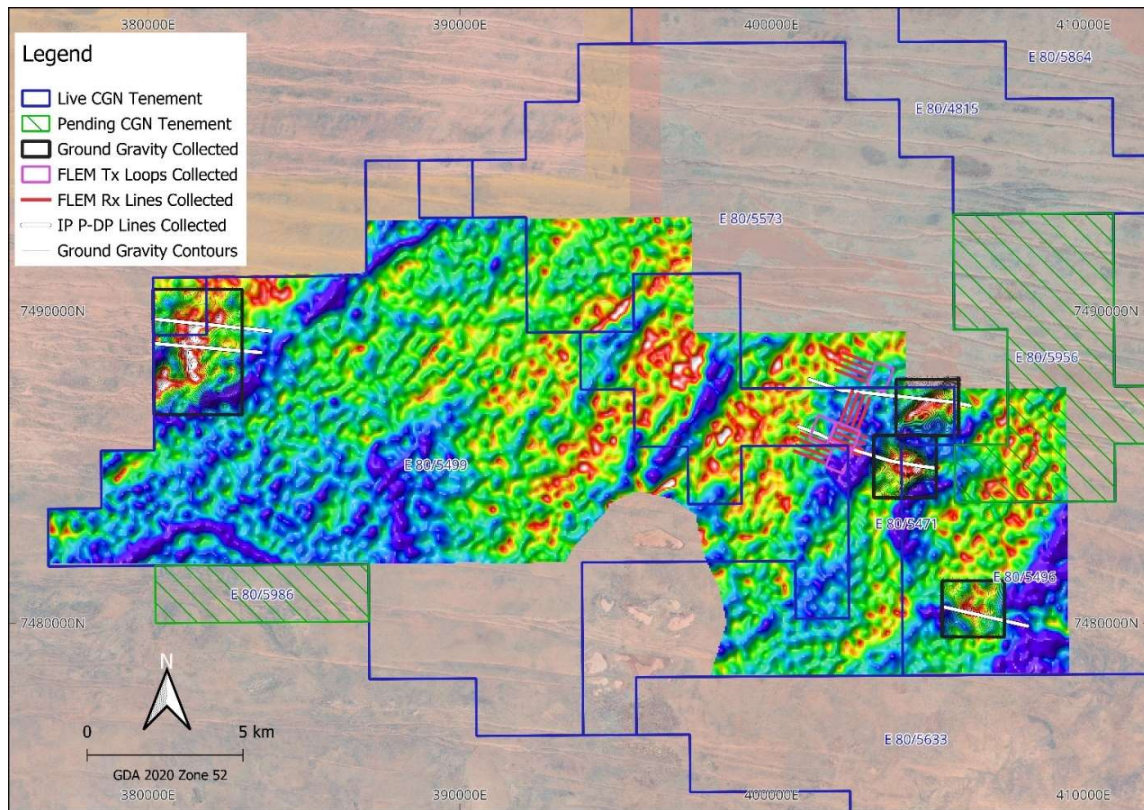 380000E
390000E
400000E
410000E
Legend
Live CGN Tenement
Pending CGN Tenement
Ground Gravity Collected
FLEM Tx Loops Collected
FLEM Rx Lines Collected
IP P-DP Lines Collected
Ground Gravity Contours
E 80/5864
E 80/4815
E 80/5573
7490000N
7490000N
E 80/5956
E 80/5499
E 80/5471
E 80/5496
E 80/5986
7480000N
7480000N
N
0
5 km
GDA 2020 Zone 52
E 80/5633
380000E
390000E
400000E
410000E